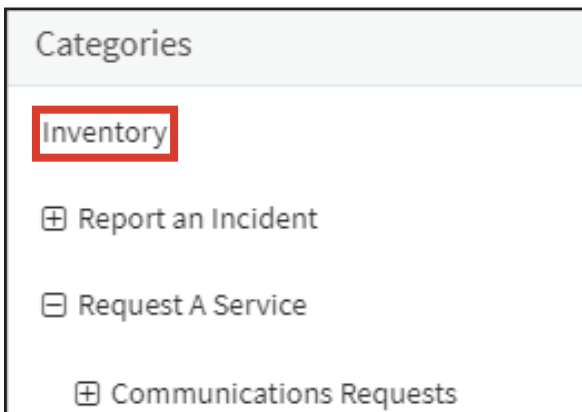 Categories
Inventory
Report an Incident
Request A Service
Communications Requests